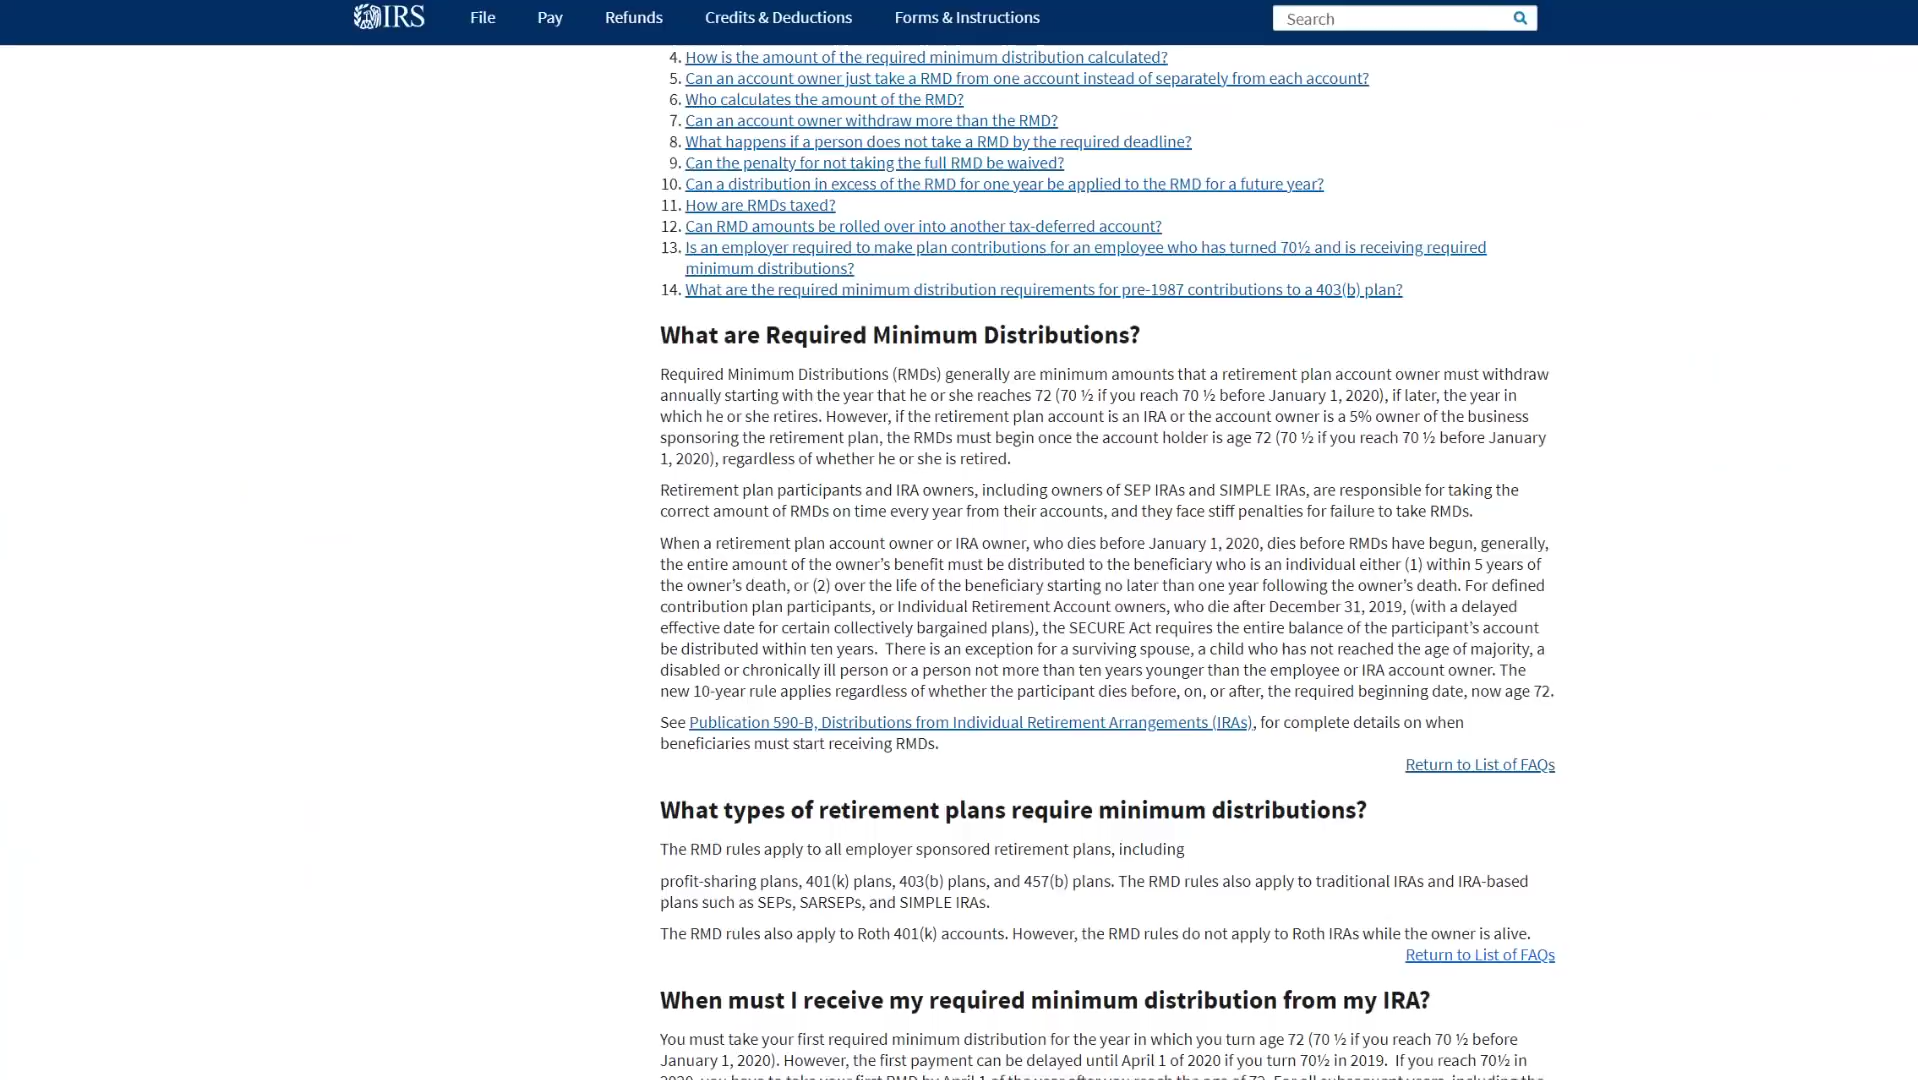 IRS File Pay Refunds Credits & Deductions Forms & Instructions Search
4. How is the amount of the required minimum distribution calculated?
5. Can an account owner just take a RMD from one account instead of separately from each account?
6. Who calculates the amount of the RMD?
7. Can an account owner withdraw more than the RMD?
8. What happens if a person does not take a RMD by the required deadline?
9. Can the penalty for not taking the full RMD be waived?
10. Can a distribution in excess of the RMD for one year be applied to the RMD for a future year?
11. How are RMDs taxed?
12. Can RMD amounts be rolled over into another tax-deferred account?
13. Is an employer required to make plan contributions for an employee who has turned 70½ and is receiving required
minimum distributions?
14. What are the required minimum distribution requirements for pre-1987 contributions to a 403(b) plan?
What are Required Minimum Distributions?
Required Minimum Distributions (RMDs) generally are minimum amounts that a retirement plan account owner must withdraw
annually starting with the year that he or she reaches 72 (70 ½ if you reach 70 ½ before January 1, 2020), if later, the year in
which he or she retires. However, if the retirement plan account is an IRA or the account owner is a 5% owner of the business
sponsoring the retirement plan, the RMDs must begin once the account holder is age 72 (70 ½ if you reach 70 ½ before January
1, 2020), regardless of whether he or she is retired.
Retirement plan participants and IRA owners, including owners of SEP IRAs and SIMPLE IRAs, are responsible for taking the
correct amount of RMDs on time every year from their accounts, and they face stiff penalties for failure to take RMDs.
When a retirement plan account owner or IRA owner, who dies before January 1, 2020, dies before RMDs have begun, generally,
the entire amount of the owner’s benefit must be distributed to the beneficiary who is an individual either (1) within 5 years of
the owner’s death, or (2) over the life of the beneficiary starting no later than one year following the owner’s death. For defined
contribution plan participants, or Individual Retirement Account owners, who die after December 31, 2019, (with a delayed
effective date for certain collectively bargained plans), the SECURE Act requires the entire balance of the participant’s account
be distributed within ten years. There is an exception for a surviving spouse, a child who has not reached the age of majority, a
disabled or chronically ill person or a person not more than ten years younger than the employee or IRA account owner. The
new 10-year rule applies regardless of whether the participant dies before, on, or after, the required beginning date, now age 72.
See Publication 590-B, Distributions from Individual Retirement Arrangements (IRAs), for complete details on when
beneficiaries must start receiving RMDs.
Return to List of FAQs
What types of retirement plans require minimum distributions?
The RMD rules apply to all employer sponsored retirement plans, including
profit-sharing plans, 401(k) plans, 403(b) plans, and 457(b) plans. The RMD rules also apply to traditional IRAs and IRA-based
plans such as SEPs, SARSEPs, and SIMPLE IRAs.
The RMD rules also apply to Roth 401(k) accounts. However, the RMD rules do not apply to Roth IRAs while the owner is alive.
Return to List of FAQs
When must I receive my required minimum distribution from my IRA?
You must take your first required minimum distribution for the year in which you turn age 72 (70 ½ if you reach 70 ½ before
January 1, 2020). However, the first payment can be delayed until April 1 of 2020 if you turn 70½ in 2019. If you reach 70½ in
2020, you have to take your first RMD by April 1 of the year after you reach the age of 72. For all subsequent years, including the